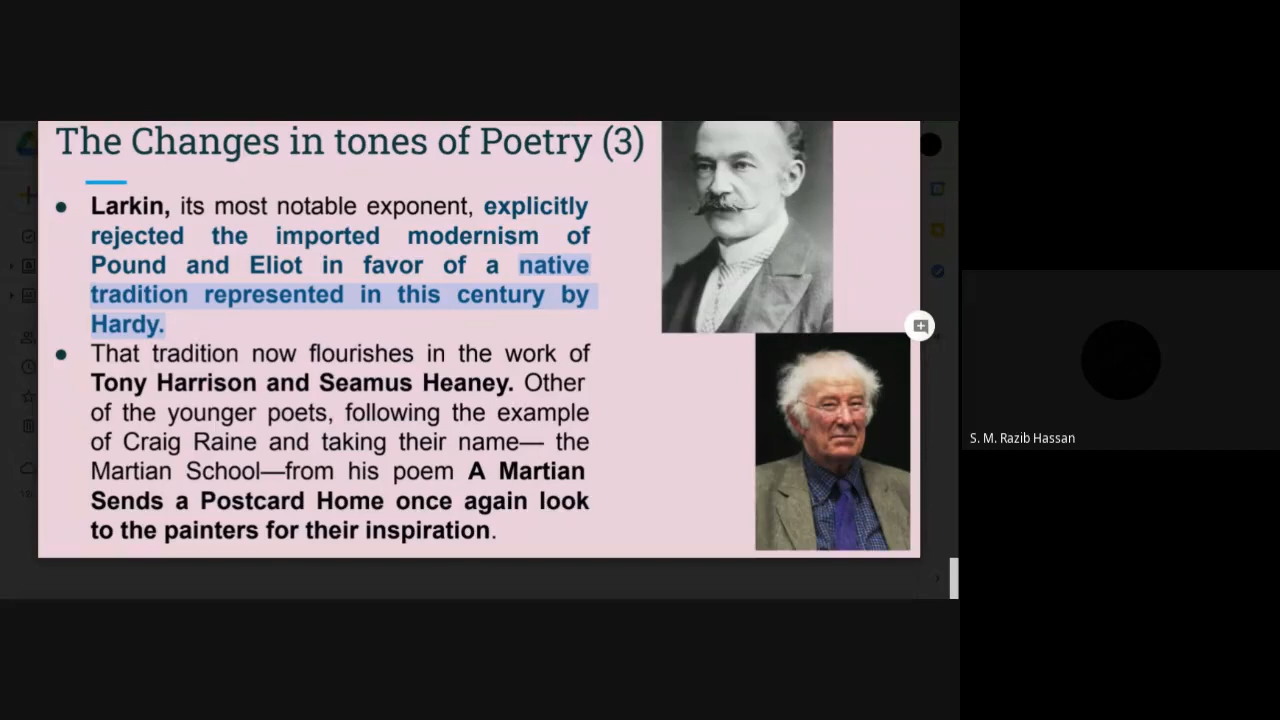 The Changes in tones of Poetry (3)
Larkin, its most notable exponent, explicitly
rejected the imported modernism of
Pound and Eliot in favor of a native
tradition represented in this century by
Hardy.
That tradition now flourishes in the work of
Tony Harrison and Seamus Heaney. Other
of the younger poets, following the example
of Craig Raine and taking their name— the
Martian School—from his poem A Martian
Sends a Postcard Home once again look
to the painters for their inspiration.
S. M. Razib Hassan